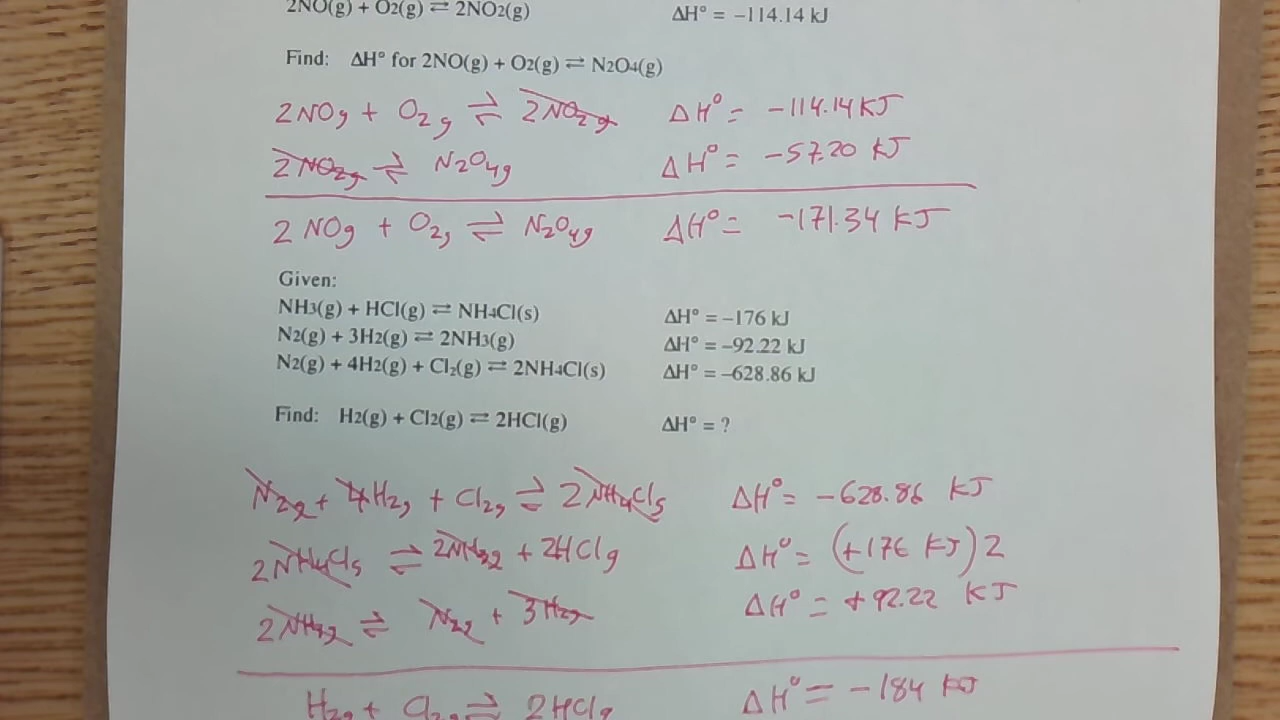 2NO(g) + O2(g) ⇌ 2NO2(g) ΔH° = −114.14 kJ
Find: ΔH° for 2NO(g) + O2(g) ⇌ N2O4(g)
2NOg + O2g ⇌ 2NO2g ΔH° = -114.14 KJ
2NO2g ⇌ N2O4g ΔH° = -57.20 KJ
2 NOg + O2g ⇌ N2O4g ΔH° = -171.34 KJ
Given:
NH3(g) + HCl(g) ⇌ NH4Cl(s) ΔH° = −176 kJ
N2(g) + 3H2(g) ⇌ 2NH3(g) ΔH° = −92.22 kJ
N2(g) + 4H2(g) + Cl2(g) ⇌ 2NH4Cl(s) ΔH° = −628.86 kJ
Find: H2(g) + Cl2(g) ⇌ 2HCl(g) ΔH° = ?
N2g + 4H2g + Cl2g ⇌ 2NH4Cls ΔH° = -628.86 KJ
2NH4Cls ⇌ 2NH3g + 2HClg ΔH° = (+176 KJ) 2
2NH3g ⇌ N2g + 3H2g ΔH° = +92.22 KJ
H2g + Cl2g ⇌ 2HClg ΔH° = -184 KJ